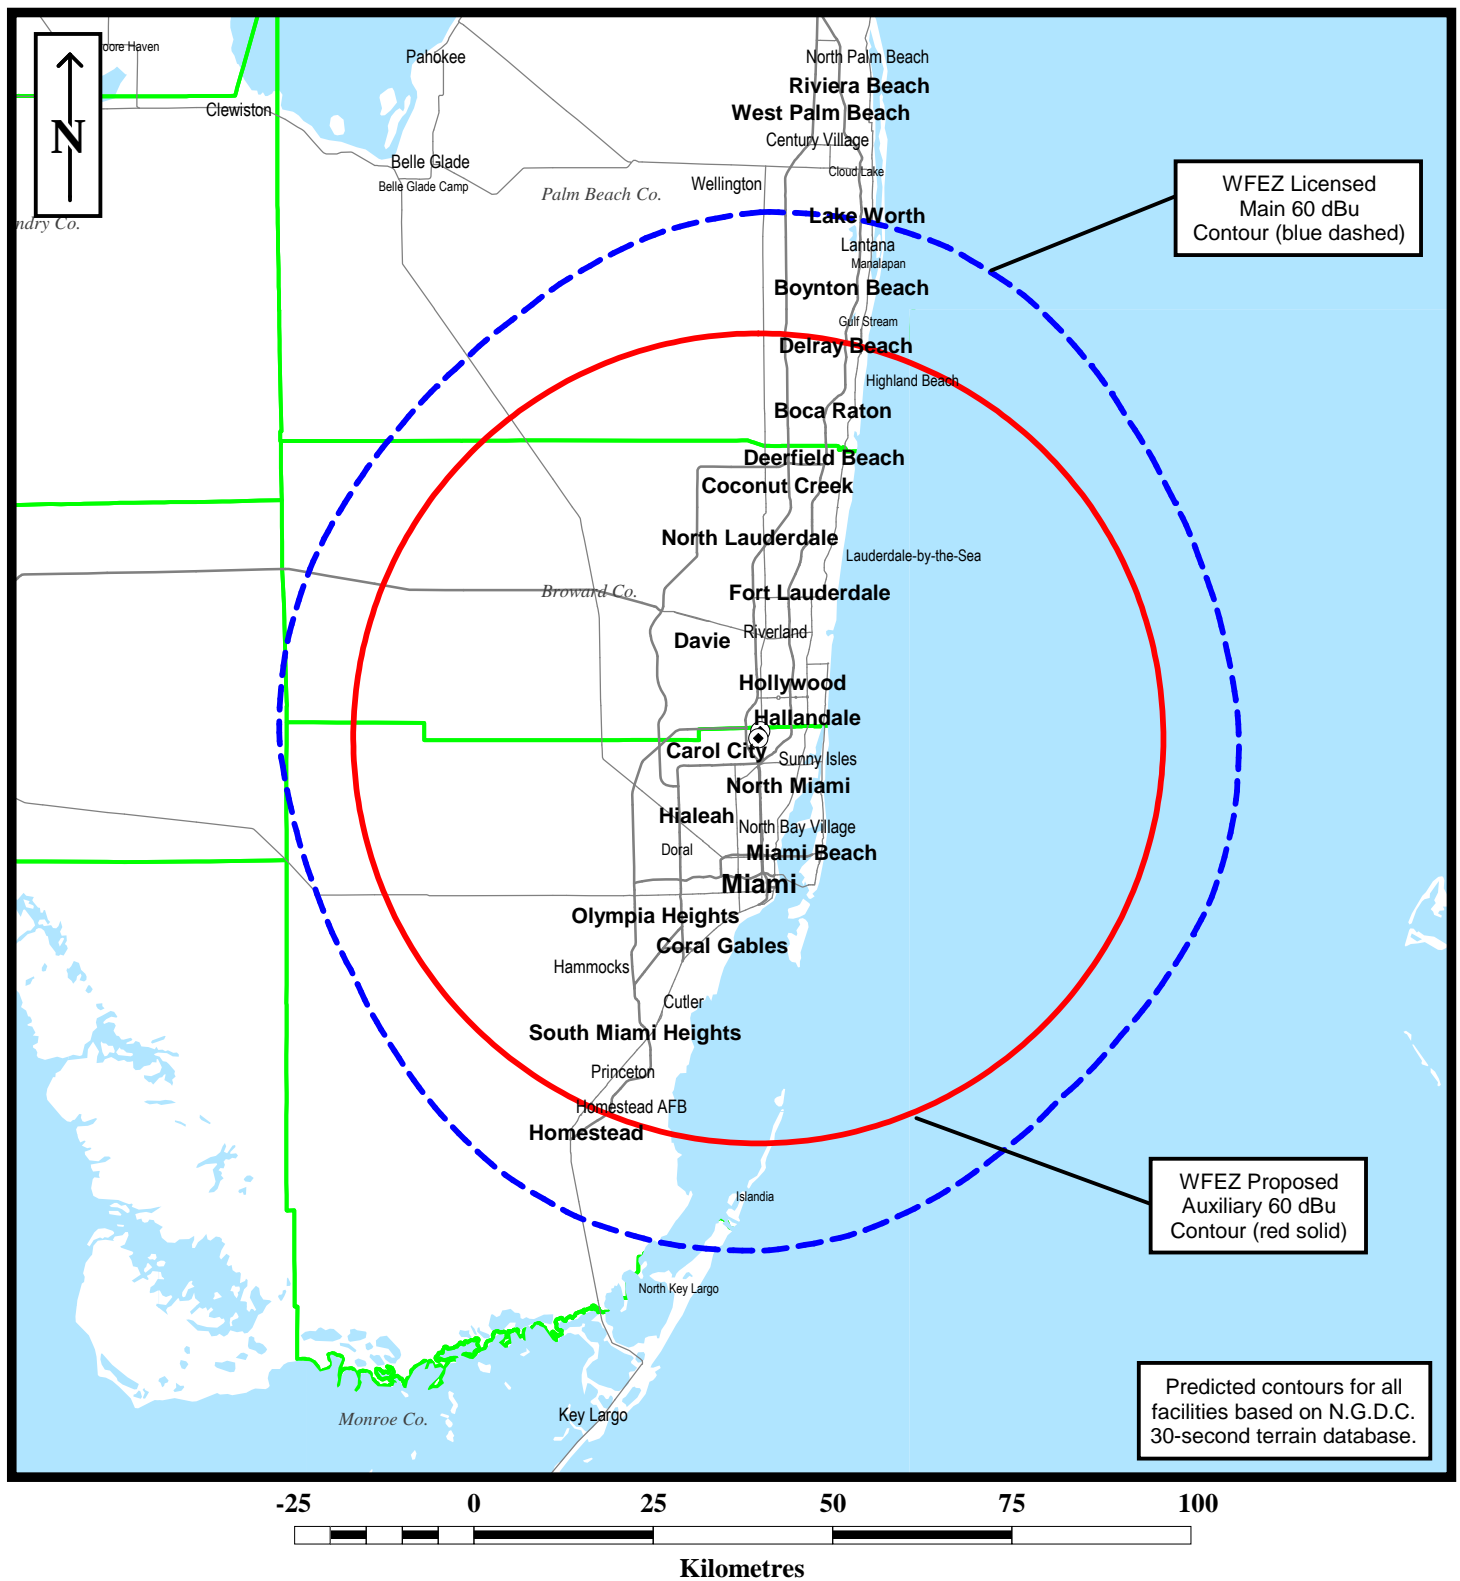 oore Haven
Pahokee
North Palm Beach
Riviera Beach
Clewiston
West Palm Beach
N
Century Village
Belle Glade
Cloud Lake
Belle Glade Camp
Wellington
Palm Beach Co.
WFEZ Licensed
Main 60 dBu
Contour (blue dashed)
ndry Co.
Lake Worth
Lantana
Manalapan
Boynton Beach
Gulf Stream
Delray Beach
Highland Beach
Boca Raton
Deerfield Beach
Coconut Creek
North Lauderdale
Lauderdale-by-the-Sea
Broward Co.
Fort Lauderdale
Riverland
Davie
Hollywood
Hallandale
Carol City
Sunny Isles
North Miami
Hialeah
North Bay Village
Doral
Miami Beach
Miami
Olympia Heights
Coral Gables
Hammocks
Cutler
South Miami Heights
Princeton
Homestead AFB
Homestead
Islandia
WFEZ Proposed
Auxiliary 60 dBu
Contour (red solid)
North Key Largo
Key Largo
Monroe Co.
Predicted contours for all
facilities based on N.G.D.C.
30-second terrain database.
-25 0 25 50 75 100
Kilometres